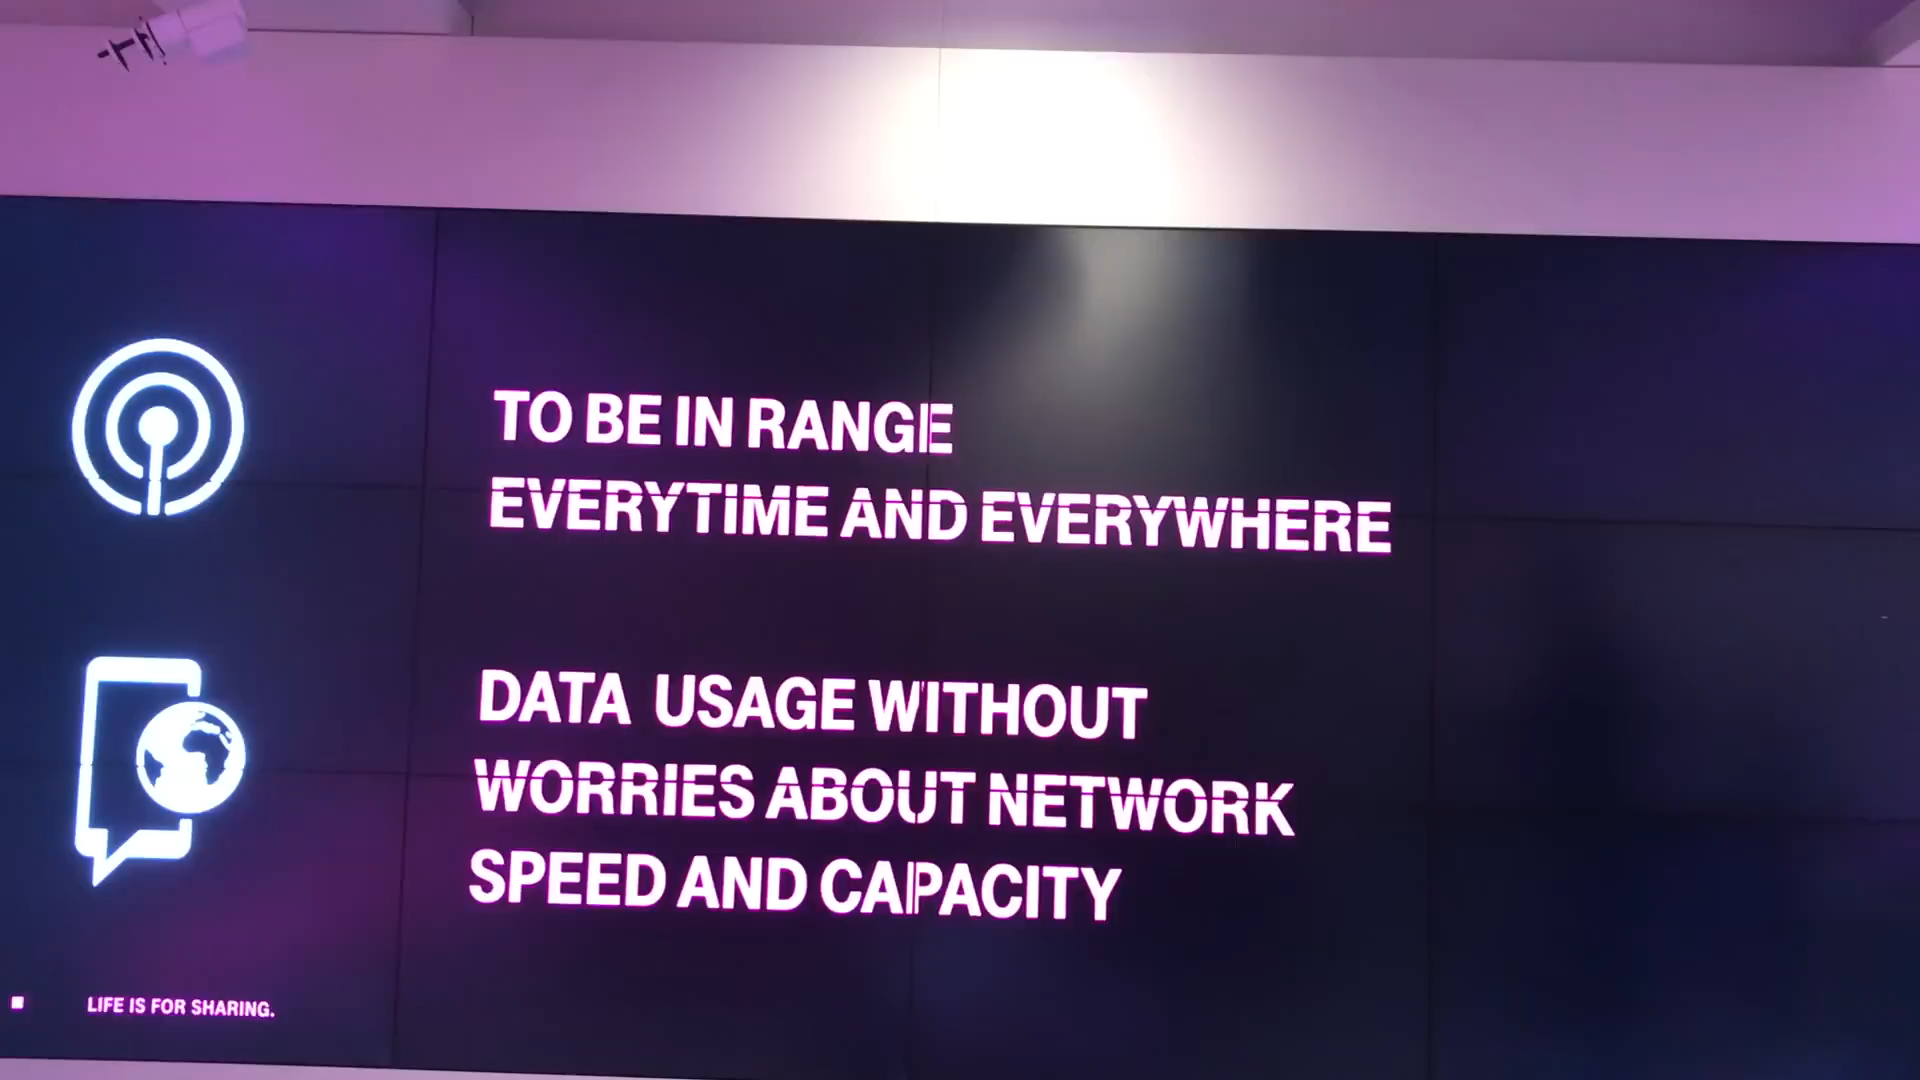 TO BE IN RANGE
EVERYTIME AND EVERYWHERE
DATA USAGE WITHOUT
WORRIES ABOUT NETWORK
SPEED AND CAPACITY
LIFE IS FOR SHARING.